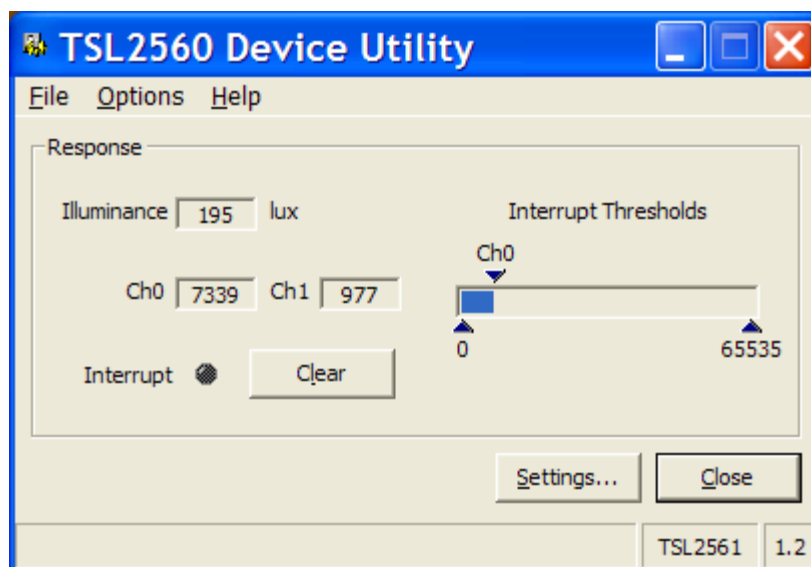 TSL2560 Device Utility
File Options Help
Response
Illuminance 195 lux
Interrupt Thresholds
Ch0
Ch0 7339 Ch1 977
0 65535
Interrupt Clear
Settings... Close
TSL2561 1.2